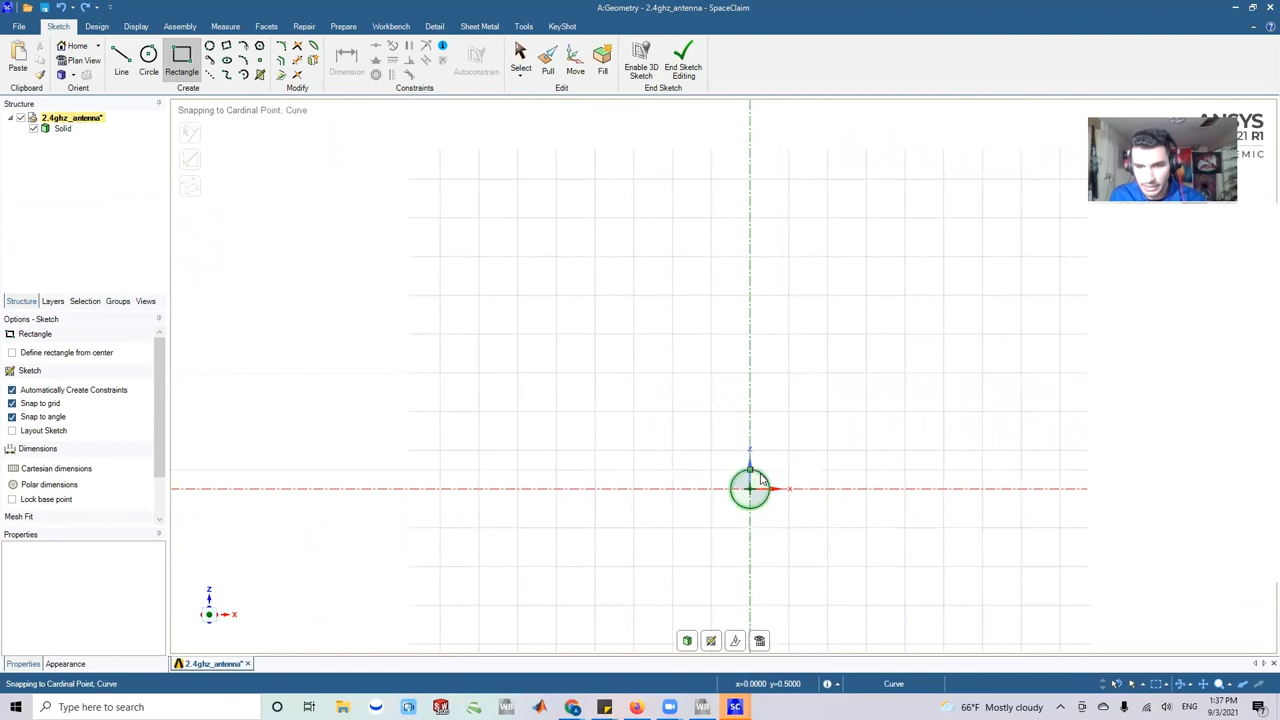 A:Geometry - 2.4ghz_antenna - SpaceClaim
File Sketch Design Display Assembly Measure Facets Repair Prepare Workbench Detail Sheet Metal Tools KeyShot
Paste
Home
Plan View
Line
Circle
Rectangle
Dimension
Autoconstrain
Select
Pull
Move
Fill
Enable 3D Sketch
End Sketch Editing
Clipboard Orient Create Modify Constraints Edit End Sketch
Structure
2.4ghz_antenna*
Solid
Snapping to Cardinal Point, Curve
ANSYS
21 R1
EMIC
Structure Layers Selection Groups Views
Options - Sketch
Rectangle
Define rectangle from center
Sketch
Automatically Create Constraints
Snap to grid
Snap to angle
Layout Sketch
Dimensions
Cartesian dimensions
Polar dimensions
Lock base point
Mesh Fit
Properties
Z
X
Z
X
Properties Appearance
2.4ghz_antenna*
Snapping to Cardinal Point, Curve
x=0.0000 y=0.5000
Curve
Type here to search
WB
WB
SC
66°F Mostly cloudy
1:37 PM
9/3/2021